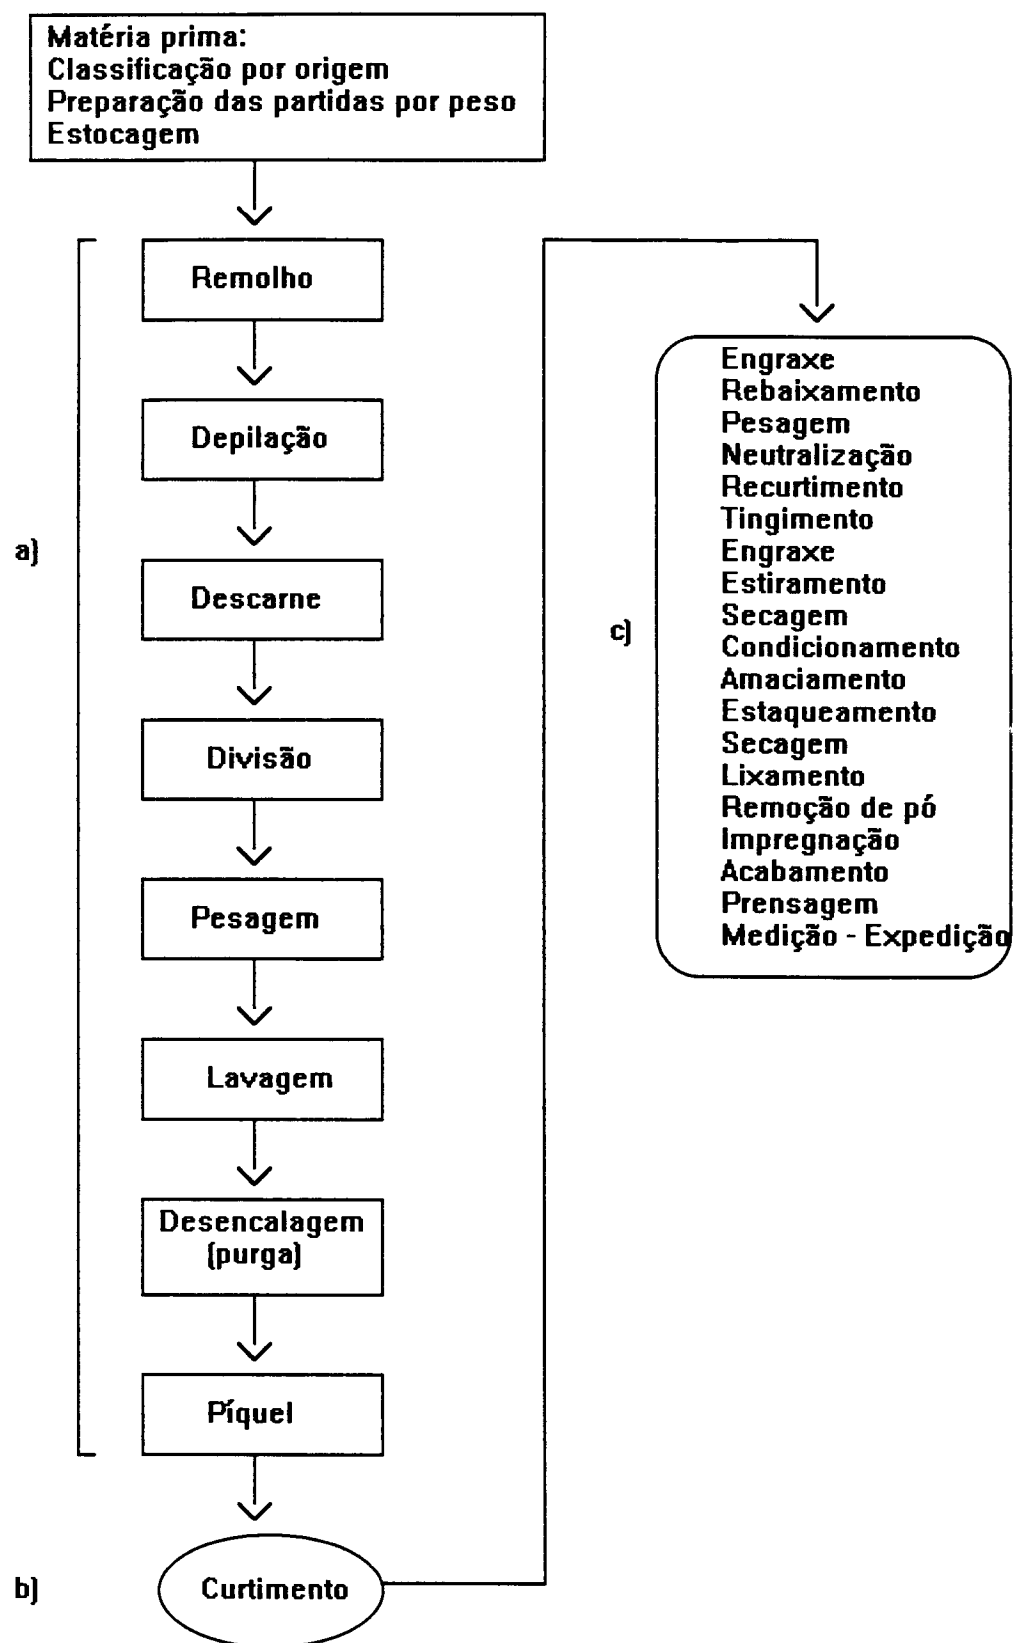 Matéria prima:
Classificação por origem
Preparação das partidas por peso
Estocagem
a)
Remolho
Depilação
Descarne
Divisão
Pesagem
Lavagem
Desencalagem
(purga)
Píquel
b)
Curtimento
c)
Engraxe
Rebaixamento
Pesagem
Neutralização
Recurtimento
Tingimento
Engraxe
Estiramento
Secagem
Condicionamento
Amaciamento
Estaqueamento
Secagem
Lixamento
Remoção de pó
Impregnação
Acabamento
Prensagem
Medição - Expedição